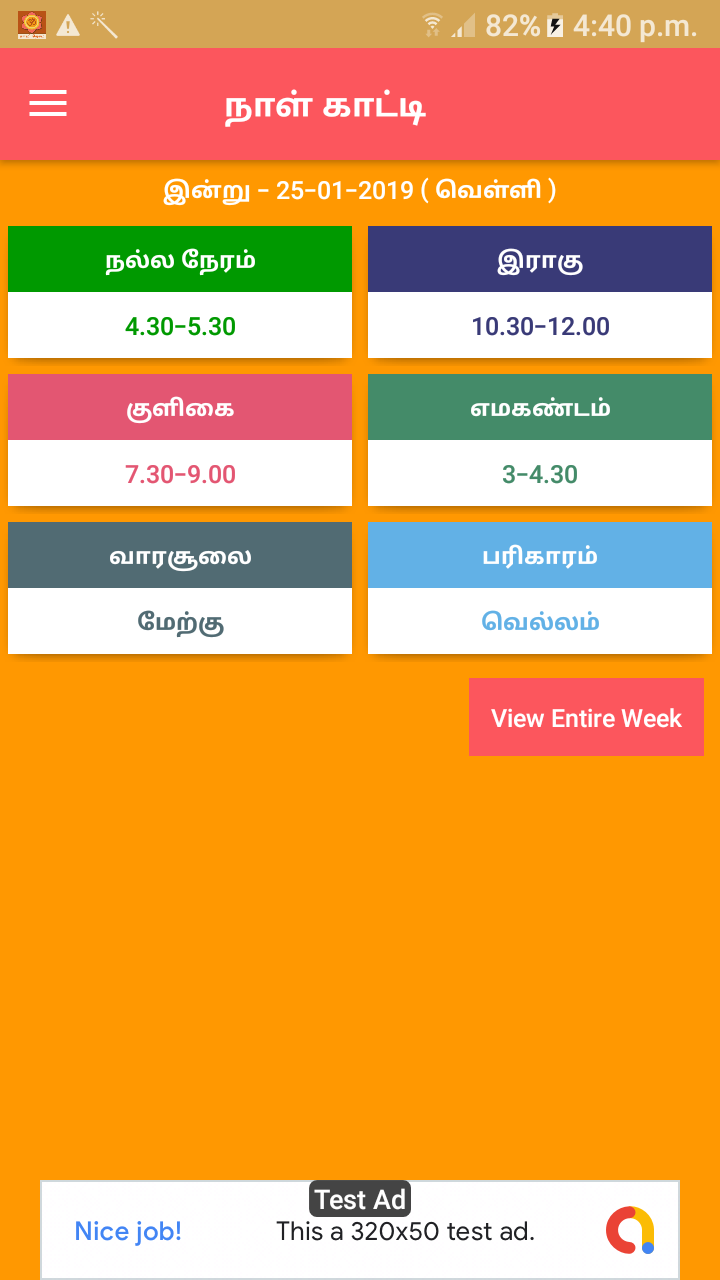 82% 4:40 p.m.
நாள் காட்டி
இன்று - 25-01-2019 ( வெள்ளி )
நல்ல நேரம்
4.30-5.30
இராகு
10.30-12.00
குளிகை
7.30-9.00
எமகண்டம்
3-4.30
வாரசூலை
மேற்கு
பரிகாரம்
வெல்லம்
View Entire Week
Test Ad
Nice job!
This a 320x50 test ad.